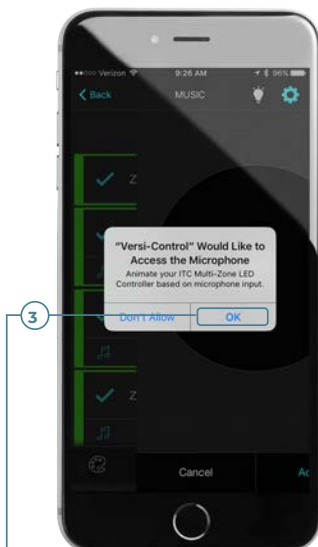 Verizon 9:26 AM 96%
Back MUSIC
Z
"Versi-Control" Would Like to
Access the Microphone
Animate your ITC Multi-Zone LED
Controller based on microphone input.
3
Don't Allow OK
Z
Cancel